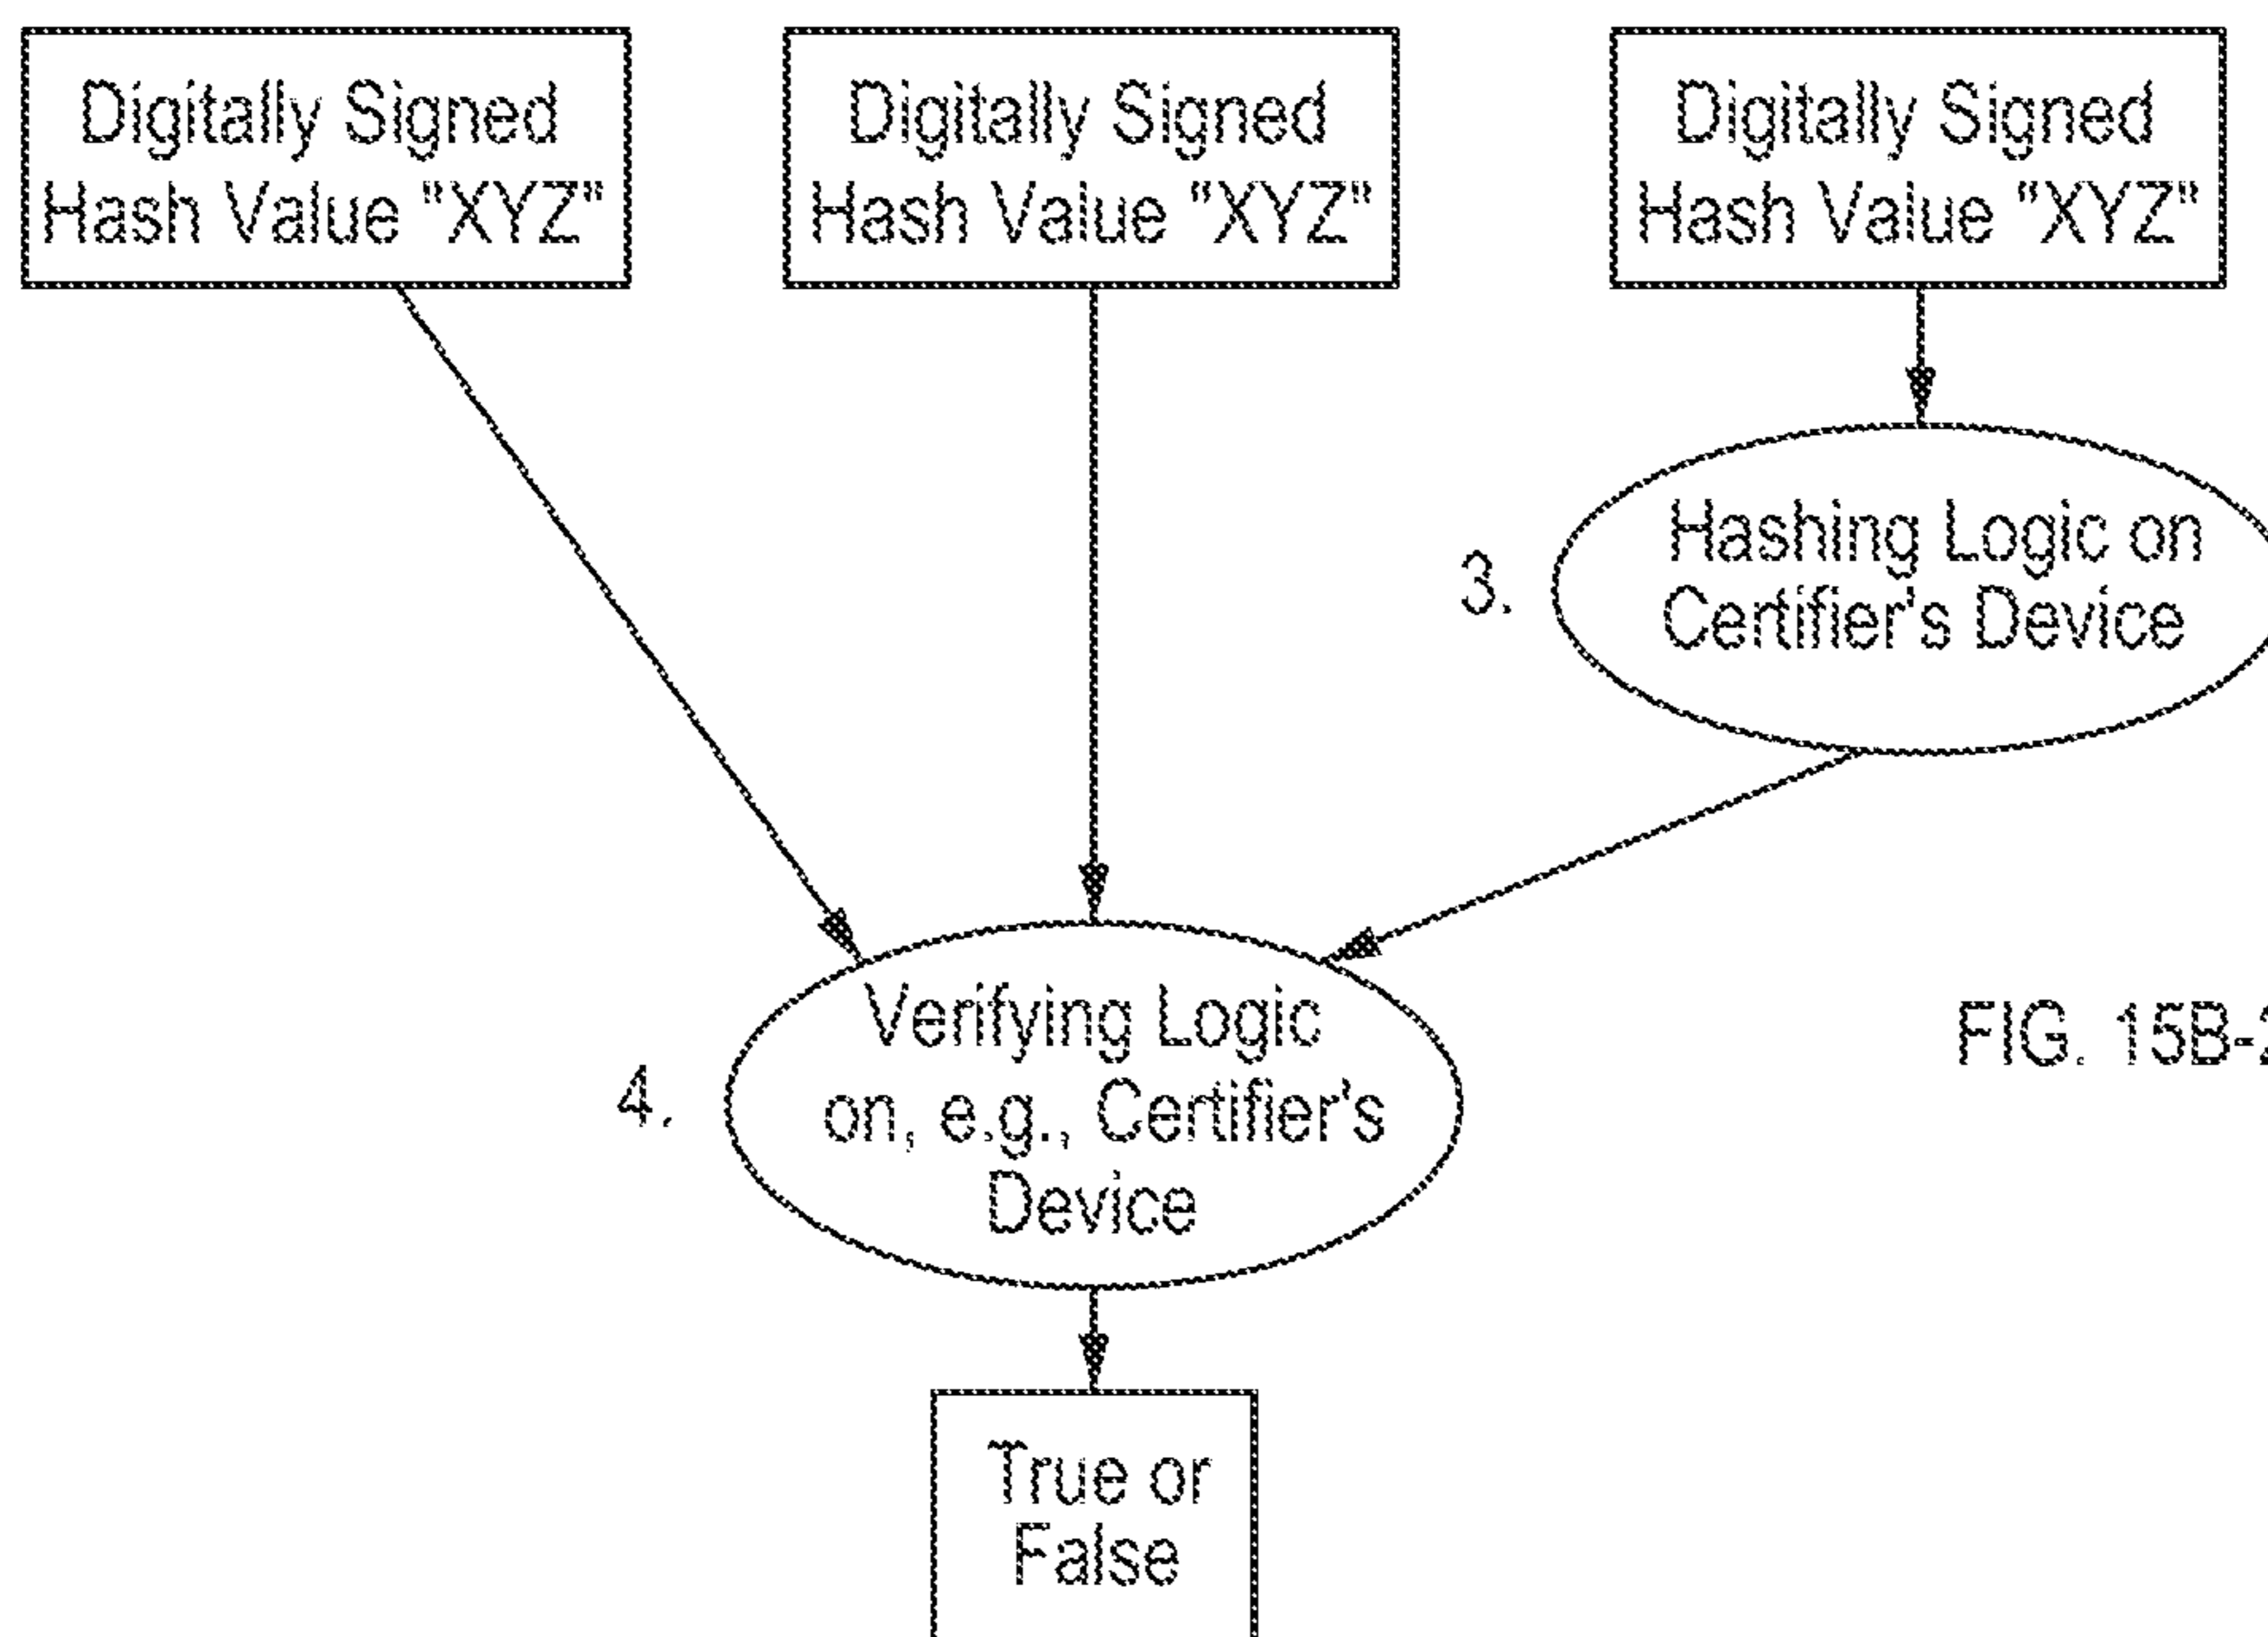 Digitally Signed
Hash Value "XYZ"
Digitally Signed
Hash Value "XYZ"
Digitally Signed
Hash Value "XYZ"
3.
Hashing Logic on
Certifier's Device
4.
Verifying Logic
on, e.g., Certifier's
Device
FIG. 15B-2
True or
False